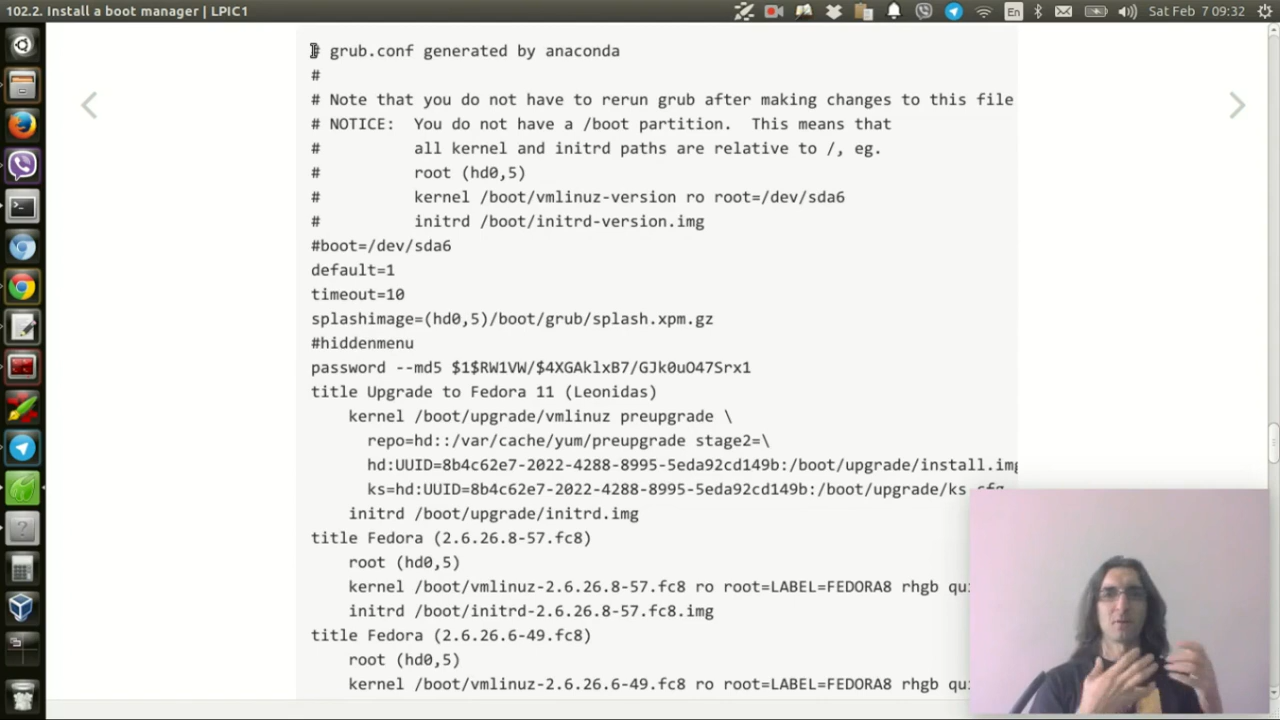 102.2. Install a boot manager | LPIC1
En
Sat Feb 7 09:32
# grub.conf generated by anaconda
#
# Note that you do not have to rerun grub after making changes to this file
# NOTICE:  You do not have a /boot partition.  This means that
#          all kernel and initrd paths are relative to /, eg.
#          root (hd0,5)
#          kernel /boot/vmlinuz-version ro root=/dev/sda6
#          initrd /boot/initrd-version.img
#boot=/dev/sda6
default=1
timeout=10
splashimage=(hd0,5)/boot/grub/splash.xpm.gz
#hiddenmenu
password --md5 $1$RW1VW/$4XGAklxB7/GJk0uO47Srx1
title Upgrade to Fedora 11 (Leonidas)
    kernel /boot/upgrade/vmlinuz preupgrade \
      repo=hd::/var/cache/yum/preupgrade stage2=\
      hd:UUID=8b4c62e7-2022-4288-8995-5eda92cd149b:/boot/upgrade/install.img
      ks=hd:UUID=8b4c62e7-2022-4288-8995-5eda92cd149b:/boot/upgrade/ks.cfg
    initrd /boot/upgrade/initrd.img
title Fedora (2.6.26.8-57.fc8)
    root (hd0,5)
    kernel /boot/vmlinuz-2.6.26.8-57.fc8 ro root=LABEL=FEDORA8 rhgb qu
    initrd /boot/initrd-2.6.26.8-57.fc8.img
title Fedora (2.6.26.6-49.fc8)
    root (hd0,5)
    kernel /boot/vmlinuz-2.6.26.6-49.fc8 ro root=LABEL=FEDORA8 rhgb qu